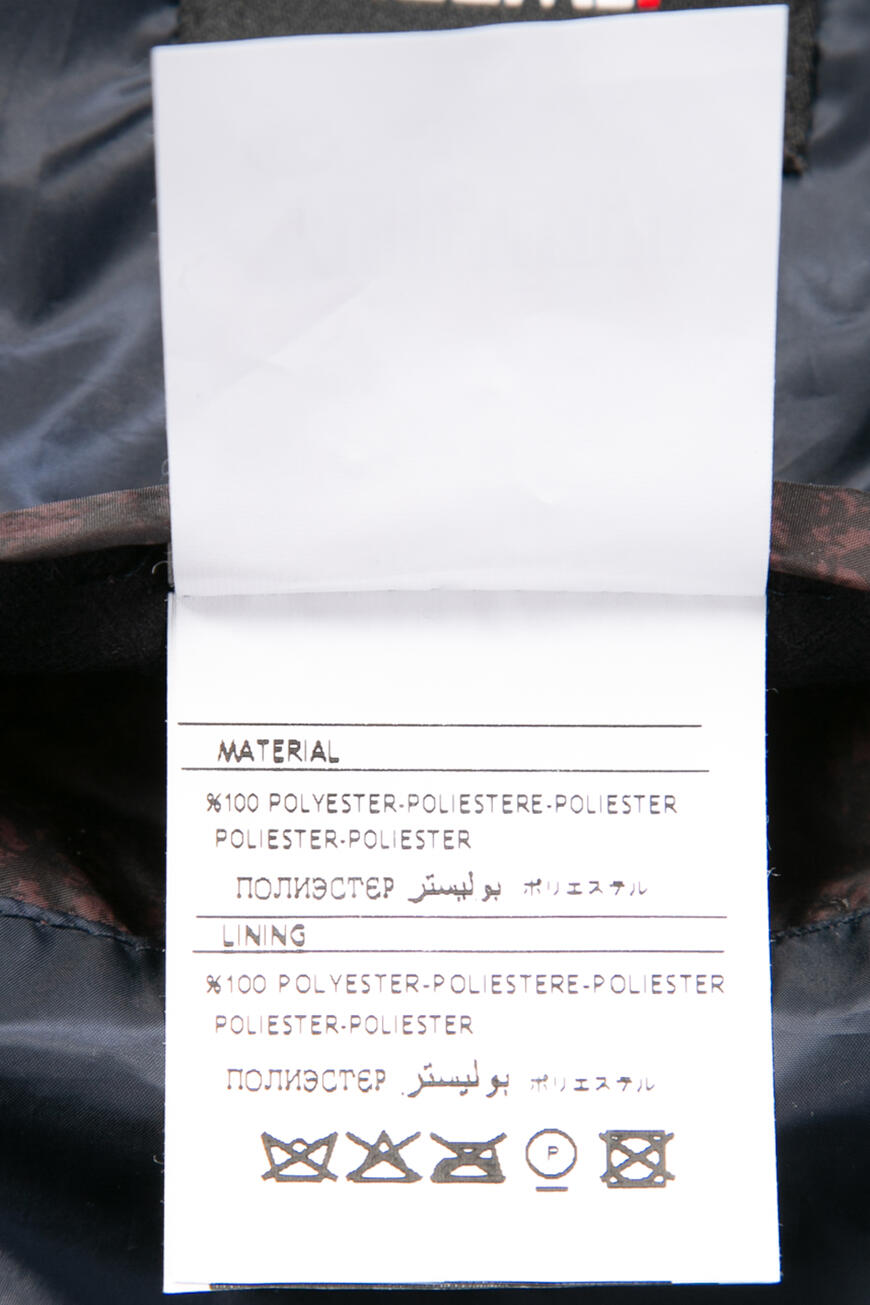 MATERIAL
%100 POLYESTER-POLIESTERE-POLIESTER
POLIESTER-POLIESTER
ПОЛИЭСТЕР بوليستر ポリエステル
LINING
%100 POLYESTER-POLIESTERE-POLIESTER
POLIESTER-POLIESTER
ПОЛИЭСТЕР بوليستر ポリエステル
P